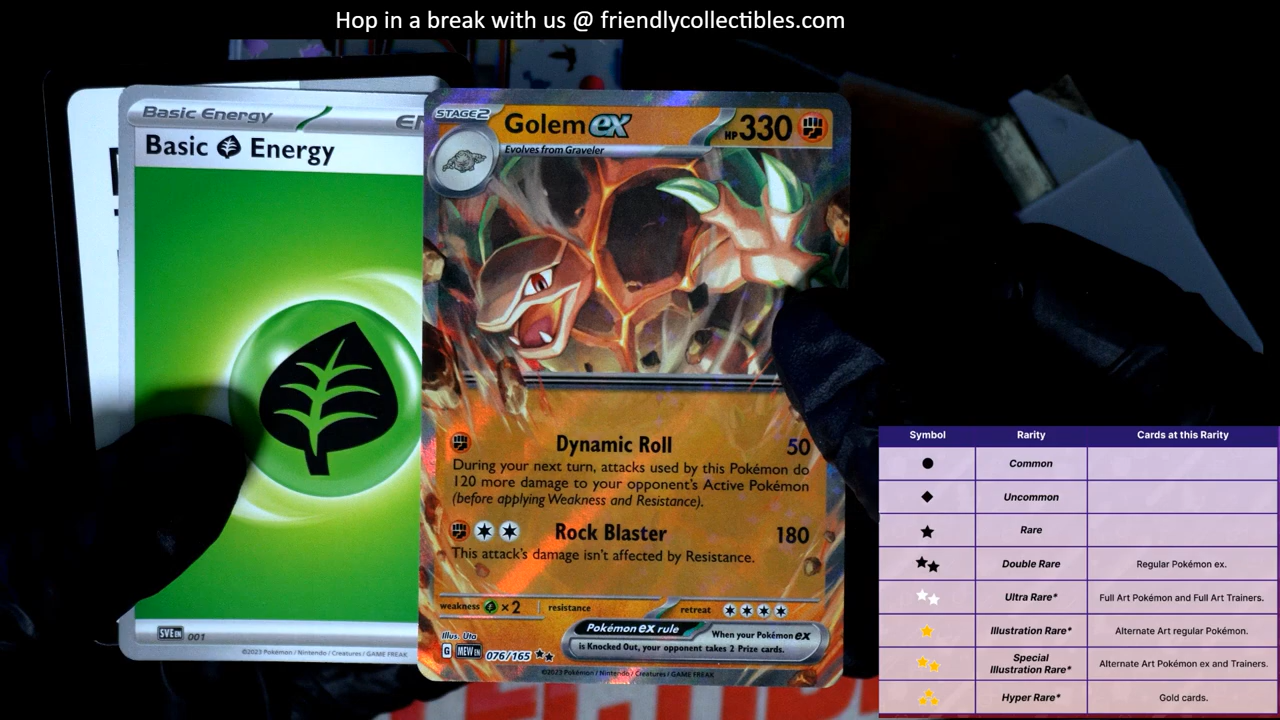 Hop in a break with us @ friendlycollectibles.com
Basic Energy
Basic Energy
SVE EN 001
©2023 Pokémon / Nintendo / Creatures / GAME FREAK
STAGE2
Golem ex
HP 330
Evolves from Graveler
Dynamic Roll 50
During your next turn, attacks used by this Pokémon do
120 more damage to your opponent's Active Pokémon
(before applying Weakness and Resistance).
Rock Blaster 180
This attack's damage isn't affected by Resistance.
weakness ×2 resistance retreat
Pokémon ex rule When your Pokémon ex
is Knocked Out, your opponent takes 2 Prize cards.
Illus. Uta
G MEW EN 076/165
©2023 Pokémon / Nintendo / Creatures / GAME FREAK
Symbol Rarity Cards at this Rarity
Common
Uncommon
Rare
Double Rare Regular Pokémon ex.
Ultra Rare* Full Art Pokémon and Full Art Trainers.
Illustration Rare* Alternate Art regular Pokémon.
Special
Illustration Rare* Alternate Art Pokémon ex and Trainers.
Hyper Rare* Gold cards.